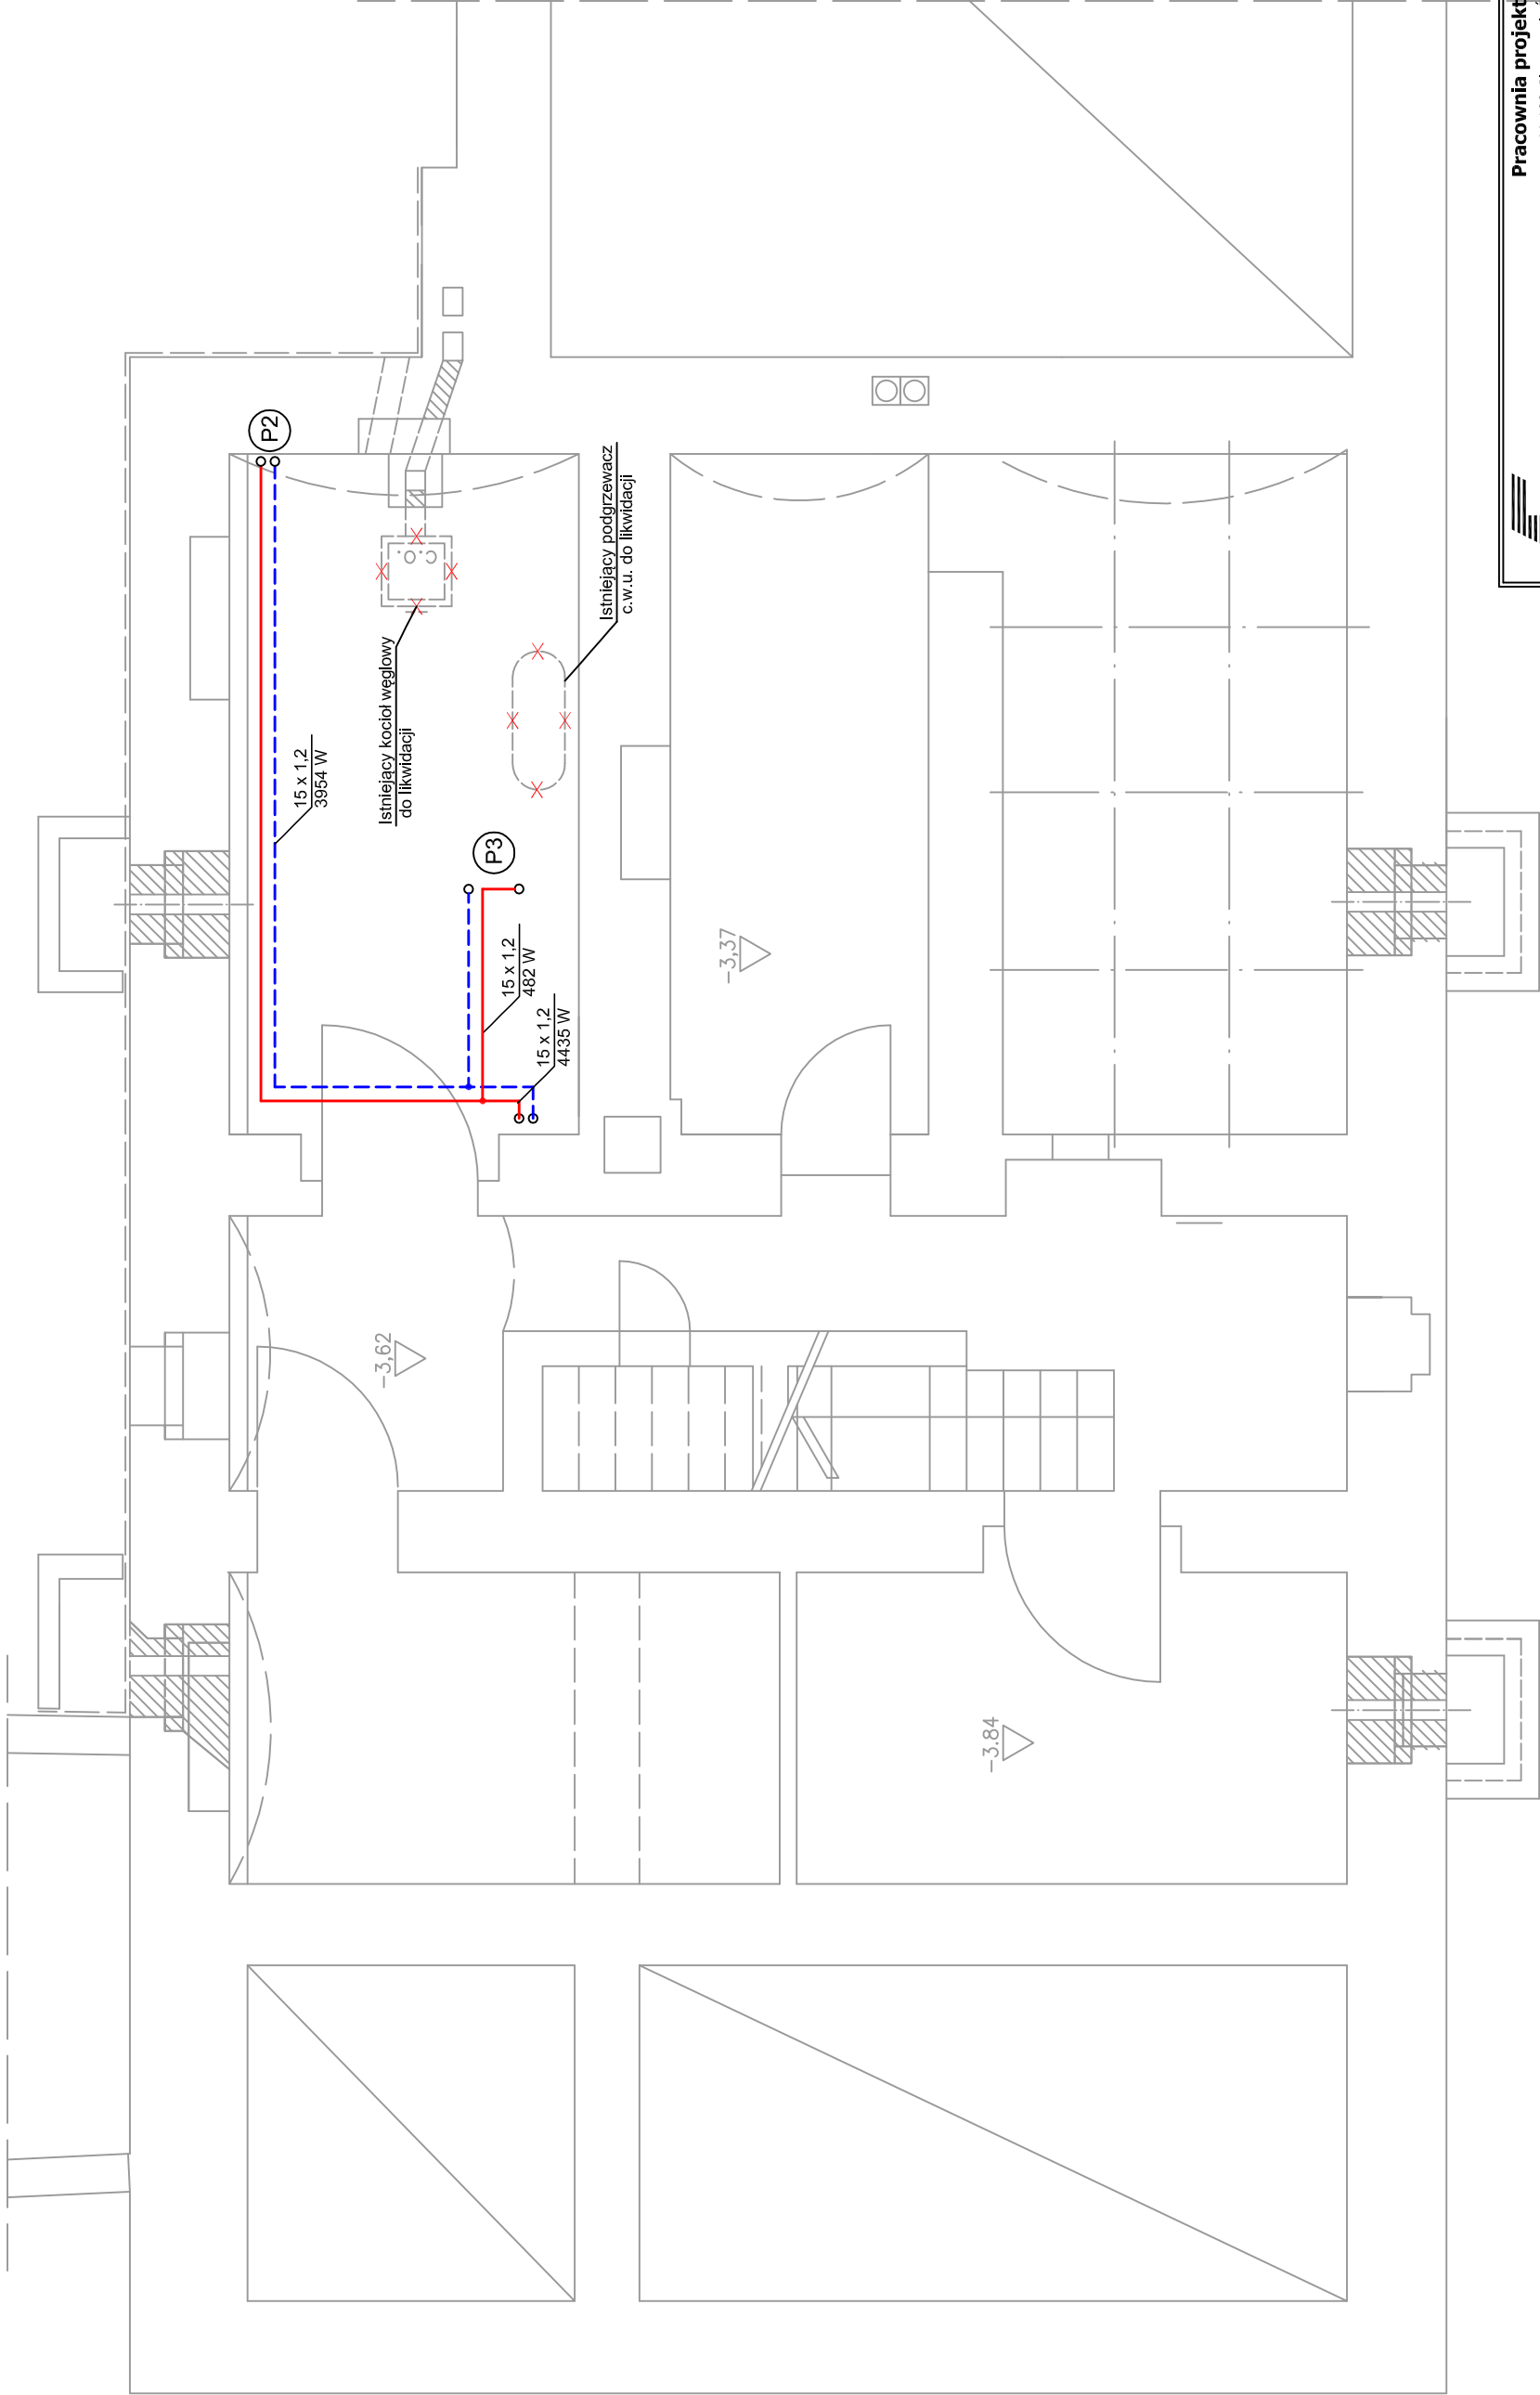 Pracownia projekt
P2
15 x 1,2
3954 W
Istniejący kocioł węglowy
do likwidacji
c.o.
Istniejący podgrzewacz
c.w.u. do likwidacji
P3
15 x 1,2
482 W
15 x 1,2
4435 W
-3,37
-3,62
-3.84